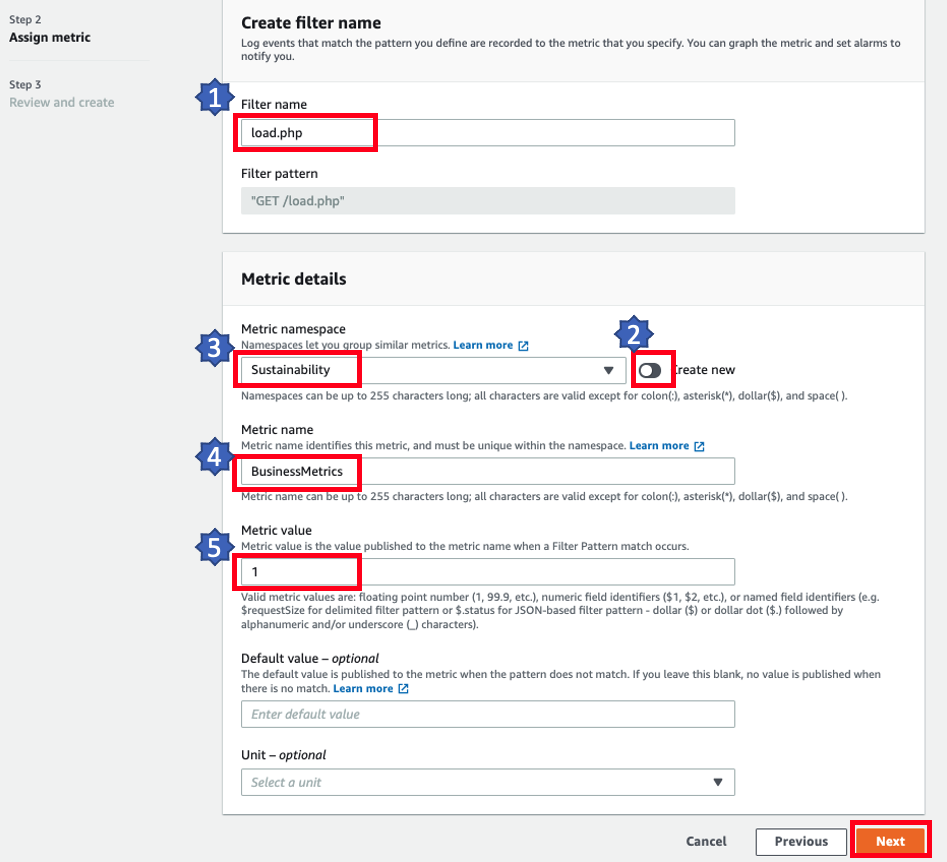 Step 2
Assign metric
Step 3
Review and create
Create filter name
Log events that match the pattern you define are recorded to the metric that you specify. You can graph the metric and set alarms to
notify you.
1
Filter name
load.php
Filter pattern
"GET /load.php"
Metric details
Metric namespace
2
3
Namespaces let you group similar metrics. Learn more
Sustainability
Create new
Namespaces can be up to 255 characters long; all characters are valid except for colon(:), asterisk(*), dollar($), and space( ).
Metric name
4
Metric name identifies this metric, and must be unique within the namespace. Learn more
BusinessMetrics
Metric name can be up to 255 characters long; all characters are valid except for colon(:), asterisk(*), dollar($), and space( ).
Metric value
5
Metric value is the value published to the metric name when a Filter Pattern match occurs.
1
Valid metric values are: floating point number (1, 99.9, etc.), numeric field identifiers ($1, $2, etc.), or named field identifiers (e.g.
$requestSize for delimited filter pattern or $.status for JSON-based filter pattern - dollar ($) or dollar dot ($.) followed by
alphanumeric and/or underscore (_) characters).
Default value – optional
The default value is published to the metric when the pattern does not match. If you leave this blank, no value is published when
there is no match. Learn more
Enter default value
Unit – optional
Select a unit
Cancel
Previous
Next